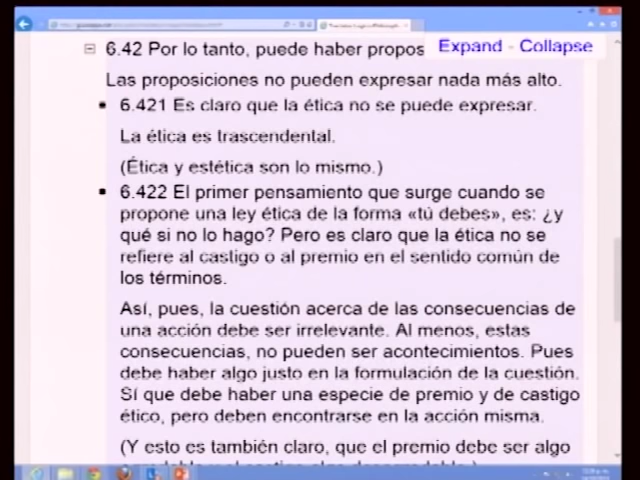 6.42 Por lo tanto, puede haber propos
Expand - Collapse
Las proposiciones no pueden expresar nada más alto.
6.421 Es claro que la ética no se puede expresar.
La ética es trascendental.
(Ética y estética son lo mismo.)
6.422 El primer pensamiento que surge cuando se
propone una ley ética de la forma «tú debes», es: ¿y
qué si no lo hago? Pero es claro que la ética no se
refiere al castigo o al premio en el sentido común de
los términos.
Así, pues, la cuestión acerca de las consecuencias de
una acción debe ser irrelevante. Al menos, estas
consecuencias, no pueden ser acontecimientos. Pues
debe haber algo justo en la formulación de la cuestión.
Sí que debe haber una especie de premio y de castigo
ético, pero deben encontrarse en la acción misma.
(Y esto es también claro, que el premio debe ser algo